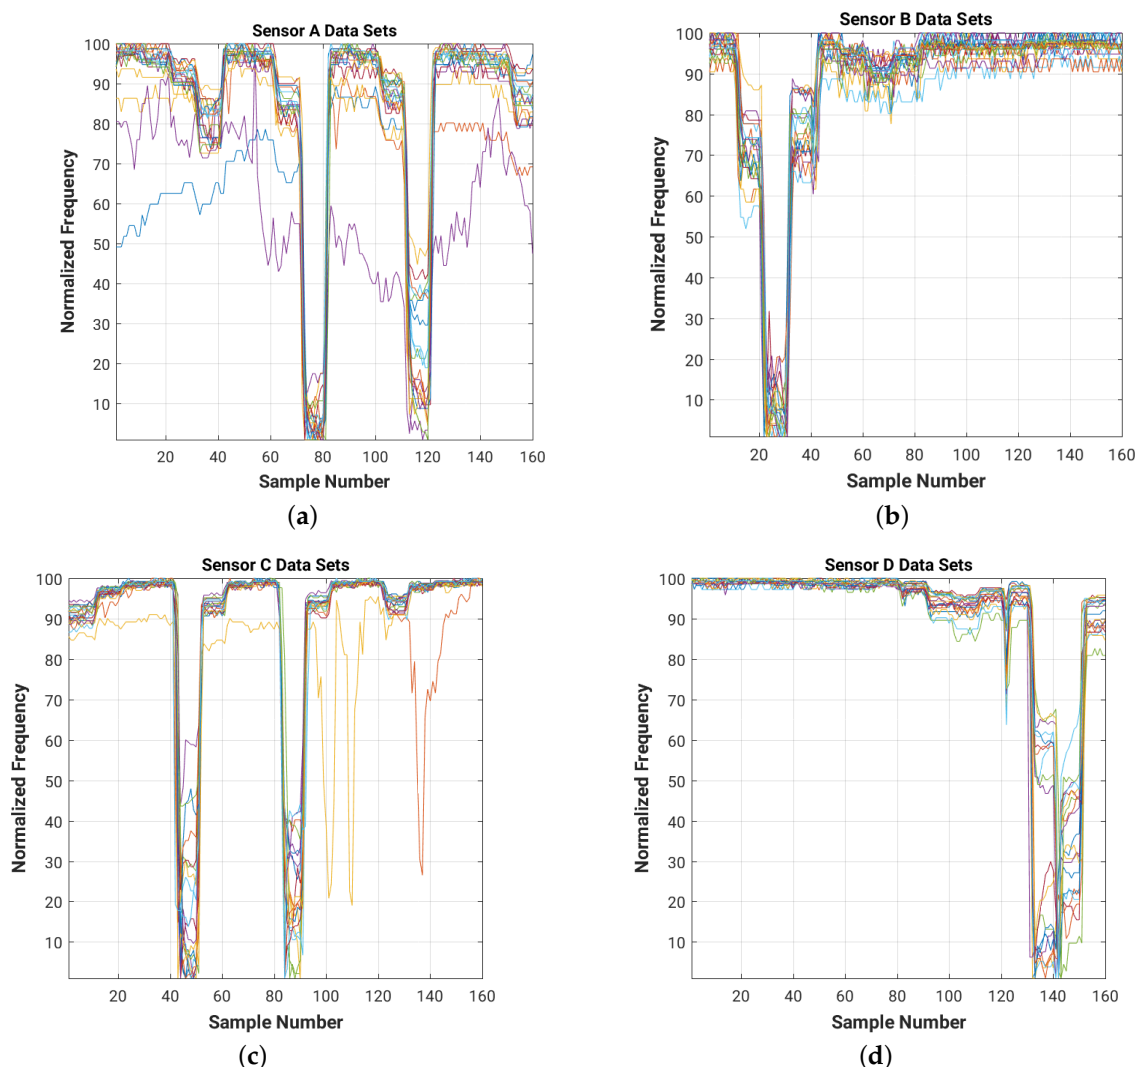 Sensor A Data Sets
100
90
80
70
60
50
40
30
20
10
Normalized Frequency
20 40 60 80 100 120 140 160
Sample Number
(a)
Sensor B Data Sets
100
90
80
70
60
50
40
30
20
10
Normalized Frequency
20 40 60 80 100 120 140 160
Sample Number
(b)
Sensor C Data Sets
100
90
80
70
60
50
40
30
20
10
Normalized Frequency
20 40 60 80 100 120 140 160
Sample Number
(c)
Sensor D Data Sets
100
90
80
70
60
50
40
30
20
10
Normalized Frequency
20 40 60 80 100 120 140 160
Sample Number
(d)